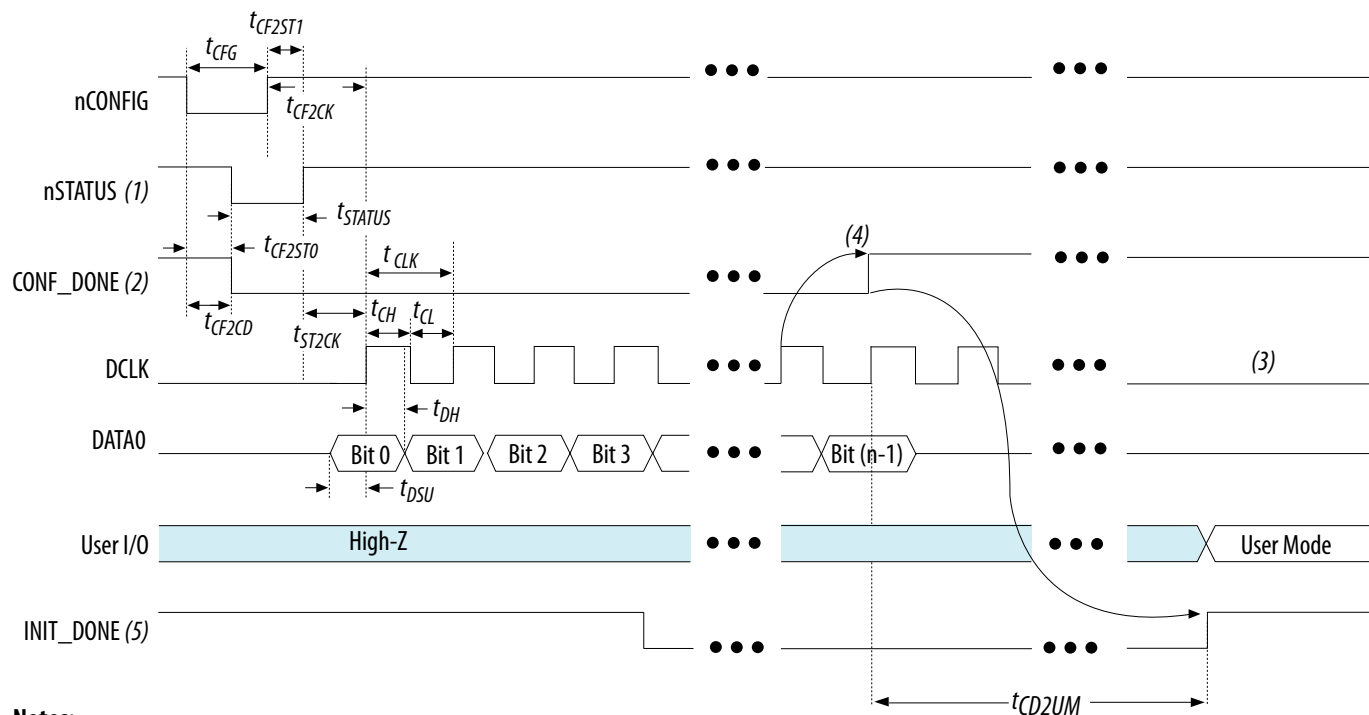 tCF2ST1
tCFG
nCONFIG
tCF2CK
nSTATUS (1)
tSTATUS
tCF2ST0
(4)
tCLK
CONF_DONE (2)
tCF2CD
tST2CK
tCH
tCL
DCLK
(3)
tDH
DATA0
Bit 0
Bit 1
Bit 2
Bit 3
Bit (n-1)
tDSU
User I/O
High-Z
User Mode
INIT_DONE (5)
tCD2UM